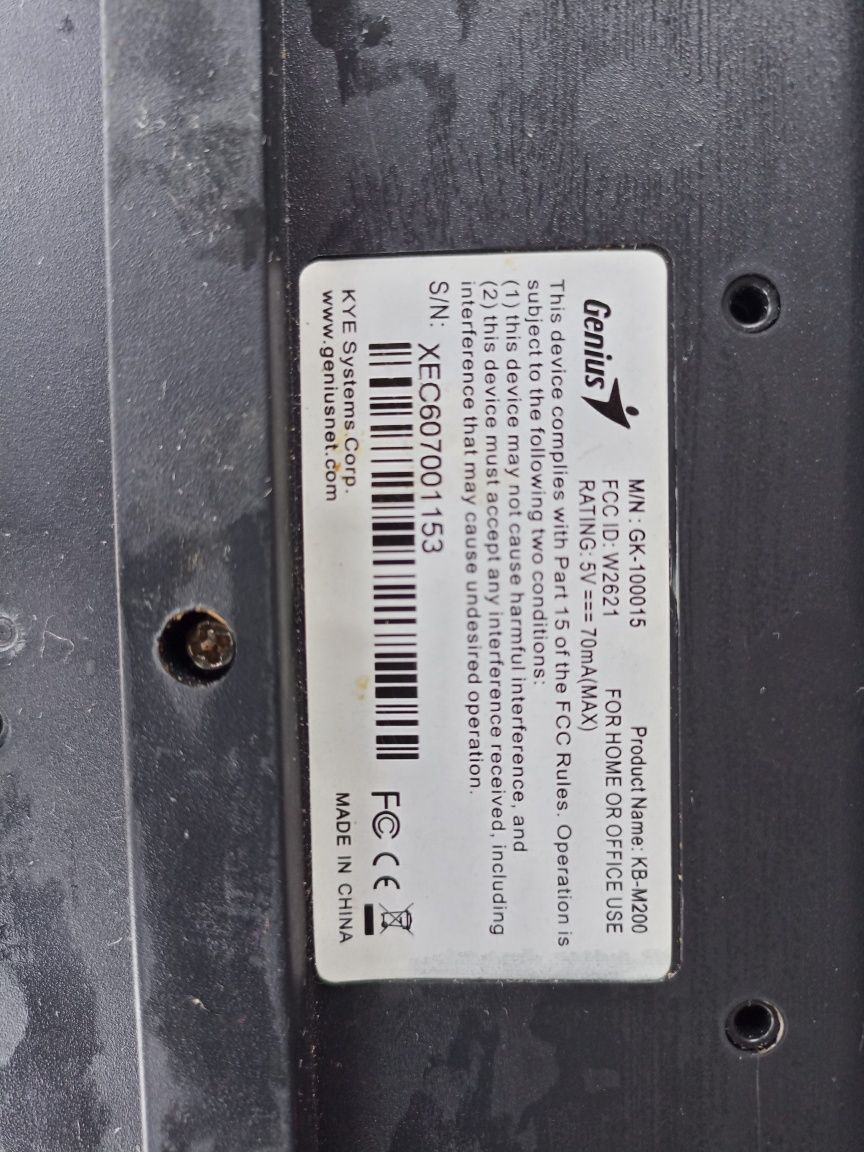 Genius
M/N : GK-100015 Product Name: KB-M200
FCC ID: W2621 FOR HOME OR OFFICE USE
RATING: 5V === 70mA(MAX)
This device complies with Part 15 of the FCC Rules. Operation is
subject to the following two conditions:
(1) this device may not cause harmful interference, and
(2) this device must accept any interference received, including
interference that may cause undesired operation.
S/N: XEC607001153
FC CE
KYE Systems Corp.
www.geniusnet.com MADE IN CHINA